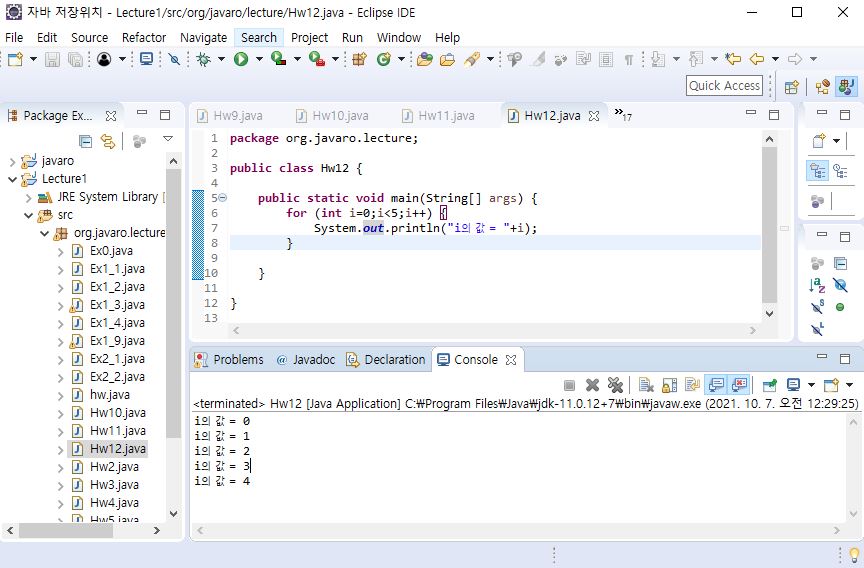 자바 저장위치 - Lecture1/src/org/javaro/lecture/Hw12.java - Eclipse IDE
File Edit Source Refactor Navigate Search Project Run Window Help
Quick Access
Package Ex...
javaro
Lecture1
JRE System Library [
src
org.javaro.lecture
Ex0.java
Ex1_1.java
Ex1_2.java
Ex1_3.java
Ex1_4.java
Ex1_9.java
Ex2_1.java
Ex2_2.java
hw.java
Hw10.java
Hw11.java
Hw12.java
Hw2.java
Hw3.java
Hw4.java
Hw5.java
Hw9.java Hw10.java Hw11.java Hw12.java »17
1 package org.javaro.lecture;
2
3 public class Hw12 {
4
5 public static void main(String[] args) {
6 for (int i=0;i<5;i++) {
7 System.out.println("i의 값 = "+i);
8 }
9
10 }
11
12 }
13
Problems @ Javadoc Declaration Console
<terminated> Hw12 [Java Application] C:₩Program Files₩Java₩jdk-11.0.12+7₩bin₩javaw.exe (2021. 10. 7. 오전 12:29:25)
i의 값 = 0
i의 값 = 1
i의 값 = 2
i의 값 = 3
i의 값 = 4